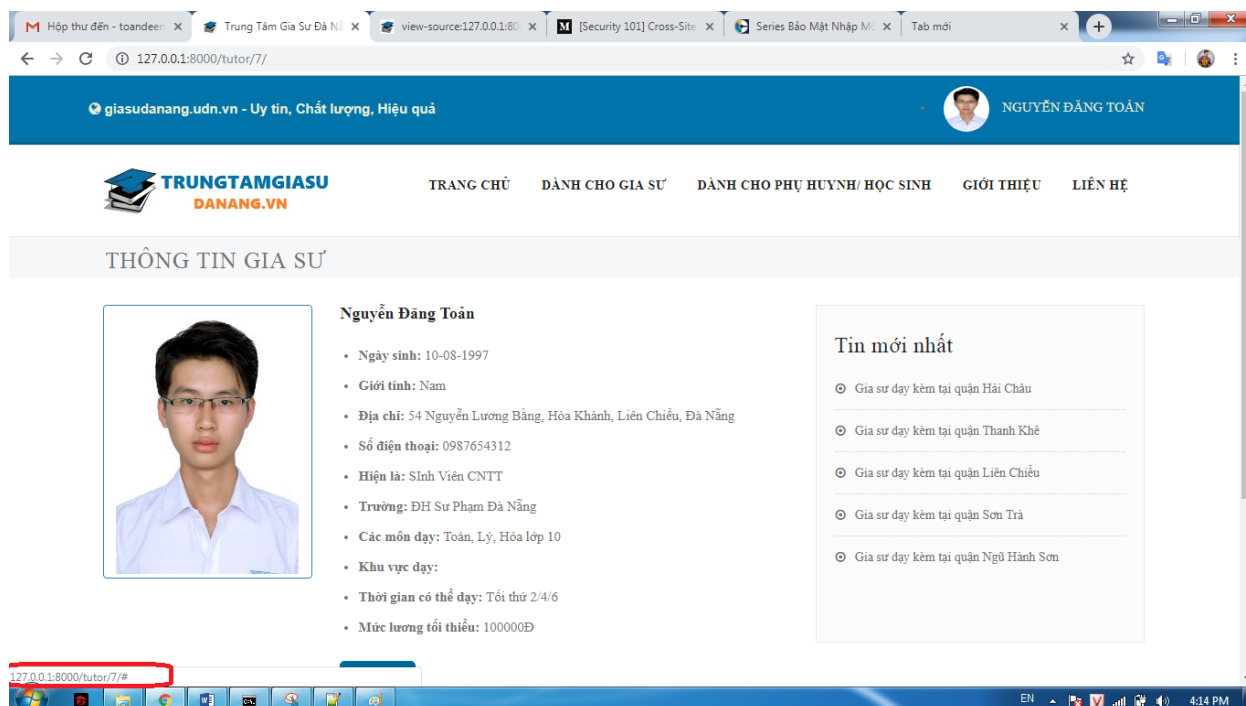 Hộp thư đến - toandeen
Trung Tâm Gia Sư Đà Nẵ
view-source:127.0.0.1:80
[Security 101] Cross-Site
Series Bảo Mật Nhập Mô
Tab mới
127.0.0.1:8000/tutor/7/
giasudanang.udn.vn - Uy tín, Chất lượng, Hiệu quả
NGUYỄN ĐĂNG TOẢN
TRUNGTAMGIASU
DANANG.VN
TRANG CHỦ
DÀNH CHO GIA SƯ
DÀNH CHO PHỤ HUYNH/ HỌC SINH
GIỚI THIỆU
LIÊN HỆ
THÔNG TIN GIA SƯ
Nguyễn Đăng Toản
Ngày sinh: 10-08-1997
Giới tính: Nam
Địa chỉ: 54 Nguyễn Lương Bằng, Hòa Khánh, Liên Chiểu, Đà Nẵng
Số điện thoại: 0987654312
Hiện là: SInh Viên CNTT
Trường: ĐH Sư Phạm Đà Nẵng
Các môn dạy: Toán, Lý, Hóa lớp 10
Khu vực dạy:
Thời gian có thể dạy: Tối thứ 2/4/6
Mức lương tối thiểu: 100000Đ
Tin mới nhất
Gia sư dạy kèm tại quận Hải Châu
Gia sư dạy kèm tại quận Thanh Khê
Gia sư dạy kèm tại quận Liên Chiểu
Gia sư dạy kèm tại quận Sơn Trà
Gia sư dạy kèm tại quận Ngũ Hành Sơn
127.0.0.1:8000/tutor/7/#
EN
4:14 PM